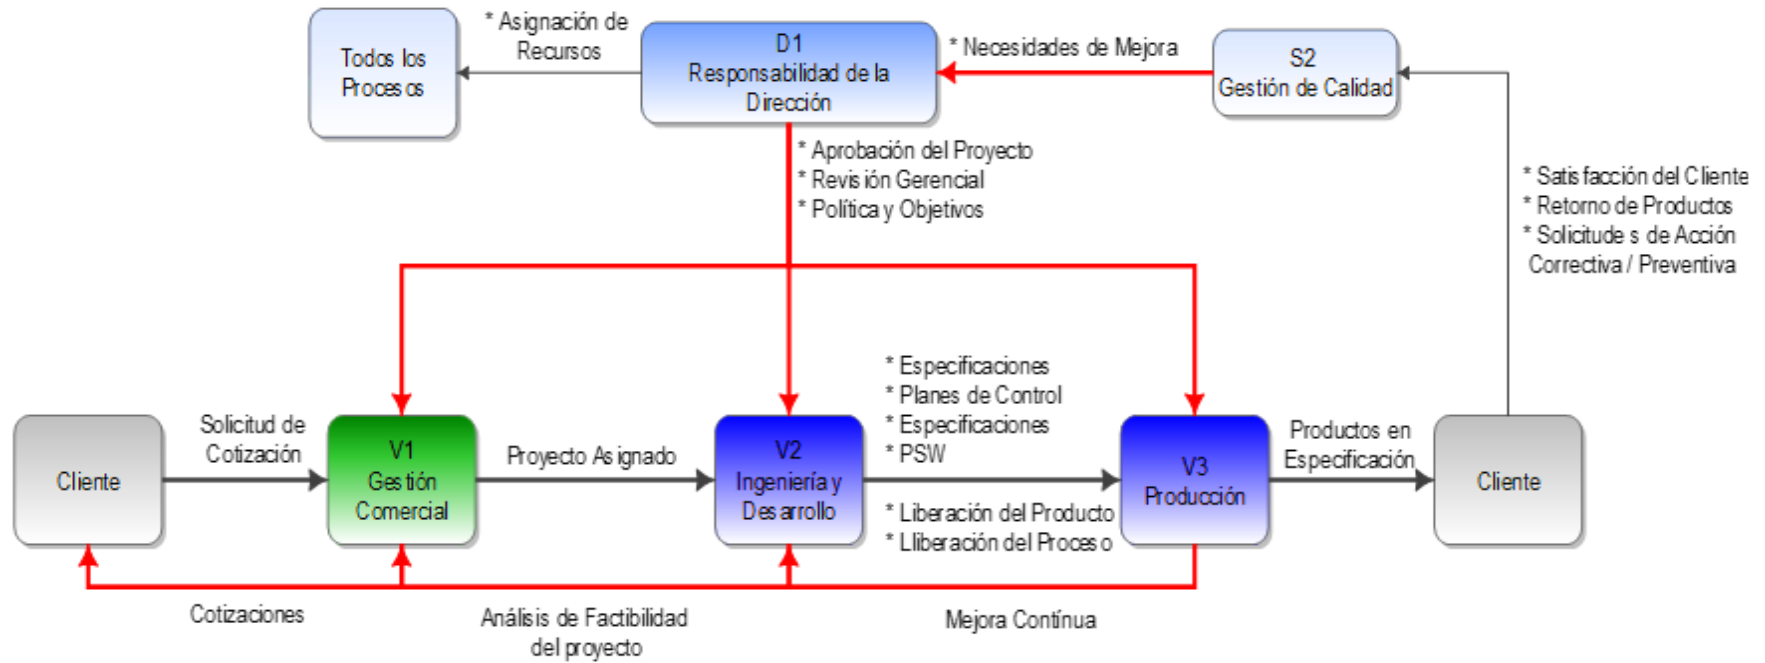 Todos los
Procesos
* Asignación de
Recursos
D1
Responsabilidad de la
Dirección
* Necesidades de Mejora
S2
Gestión de Calidad
* Aprobación del Proyecto
* Revisión Gerencial
* Política y Objetivos
* Satisfacción del Cliente
* Retorno de Productos
* Solicitude s de Acción
Correctiva / Preventiva
Cliente
Solicitud de
Cotización
V1
Gestión
Comercial
Proyecto Asignado
V2
Ingeniería y
Desarrollo
* Especificaciones
* Planes de Control
* Especificaciones
* PSW
* Liberación del Producto
* Lliberación del Proceso
V3
Producción
Productos en
Especificación
Cliente
Cotizaciones
Análisis de Factibilidad
del proyecto
Mejora Contínua